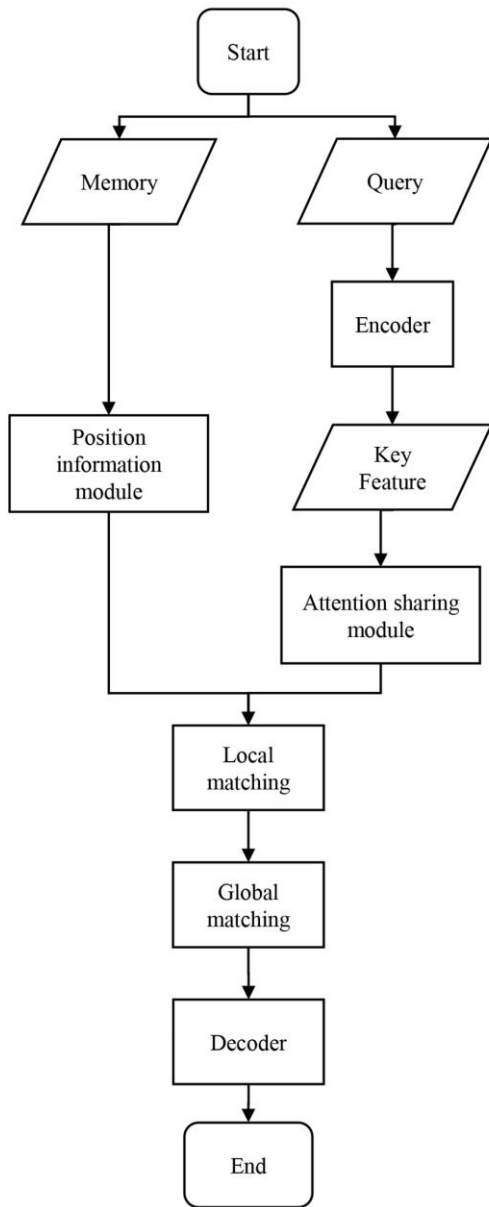 Start
Memory
Query
Encoder
Position
information
module
Key
Feature
Attention sharing
module
Local
matching
Global
matching
Decoder
End